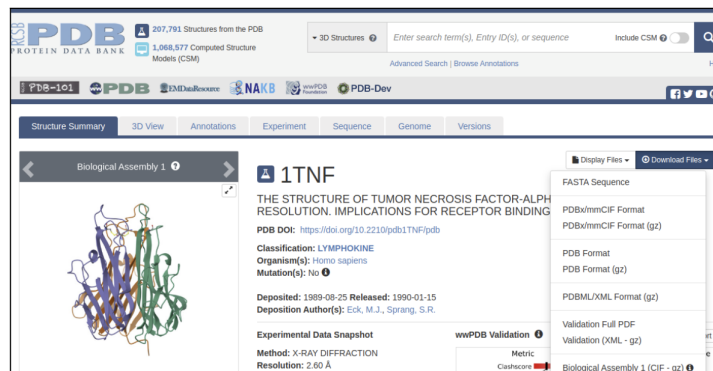 RCSB
PDB
PROTEIN DATA BANK
207,791 Structures from the PDB
1,068,577 Computed Structure
Models (CSM)
3D Structures
Enter search term(s), Entry ID(s), or sequence
Include CSM
Advanced Search | Browse Annotations
PDB-101
PDB
EMDataResource
NAKB
wwPDB
Foundation
PDB-Dev
Structure Summary
3D View
Annotations
Experiment
Sequence
Genome
Versions
Biological Assembly 1
Display Files
Download Files
1TNF
THE STRUCTURE OF TUMOR NECROSIS FACTOR-ALPH
RESOLUTION. IMPLICATIONS FOR RECEPTOR BINDING
PDB DOI: https://doi.org/10.2210/pdb1TNF/pdb
Classification: LYMPHOKINE
Organism(s): Homo sapiens
Mutation(s): No
Deposited: 1989-08-25 Released: 1990-01-15
Deposition Author(s): Eck, M.J., Sprang, S.R.
Experimental Data Snapshot
Method: X-RAY DIFFRACTION
Resolution: 2.60 Å
wwPDB Validation
Metric
Clashscore
FASTA Sequence
PDBx/mmCIF Format
PDBx/mmCIF Format (gz)
PDB Format
PDB Format (gz)
PDBML/XML Format (gz)
Validation Full PDF
Validation (XML - gz)
Biological Assembly 1 (CIF - gz)